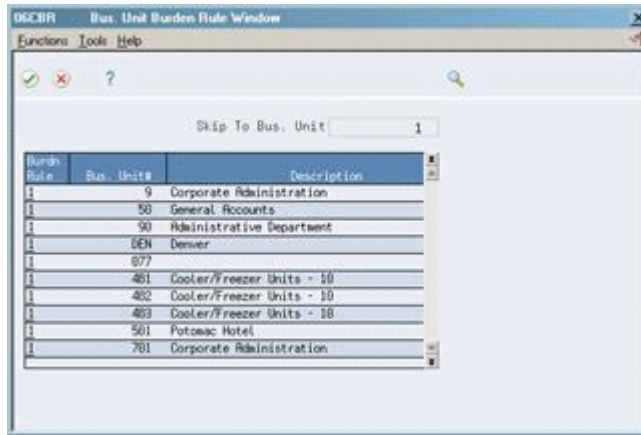 06CBR Bus. Unit Burden Rule Window
Functions Tools Help
?
Skip To Bus. Unit 1
Burdn
Rule Bus. Unit# Description
1 9 Corporate Administration
1 50 General Accounts
1 90 Administrative Department
1 DEN Denver
1 077
1 481 Cooler/Freezer Units - 10
1 482 Cooler/Freezer Units - 10
1 483 Cooler/Freezer Units - 10
1 501 Potomac Hotel
1 701 Corporate Administration